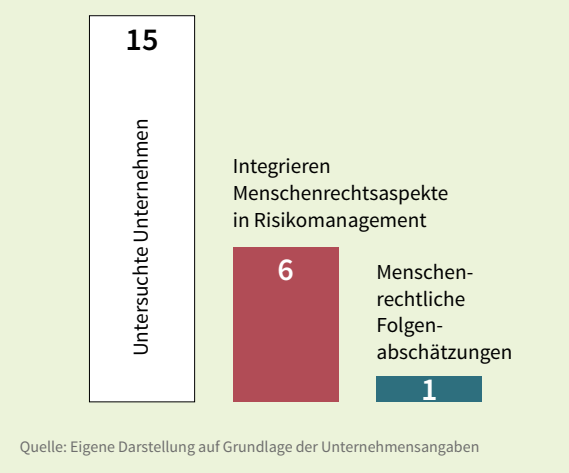 15
Untersuchte Unternehmen
Integrieren
Menschenrechtsaspekte
in Risikomanagement
6
Menschen-
rechtliche
Folgen-
abschätzungen
1
Quelle: Eigene Darstellung auf Grundlage der Unternehmensangaben